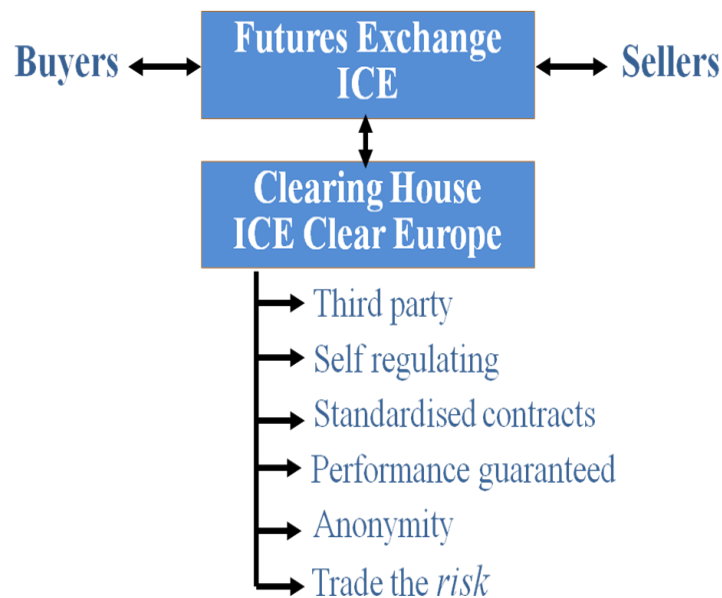 Buyers
Futures Exchange
ICE
Sellers
Clearing House
ICE Clear Europe
Third party
Self regulating
Standardised contracts
Performance guaranteed
Anonymity
Trade the risk